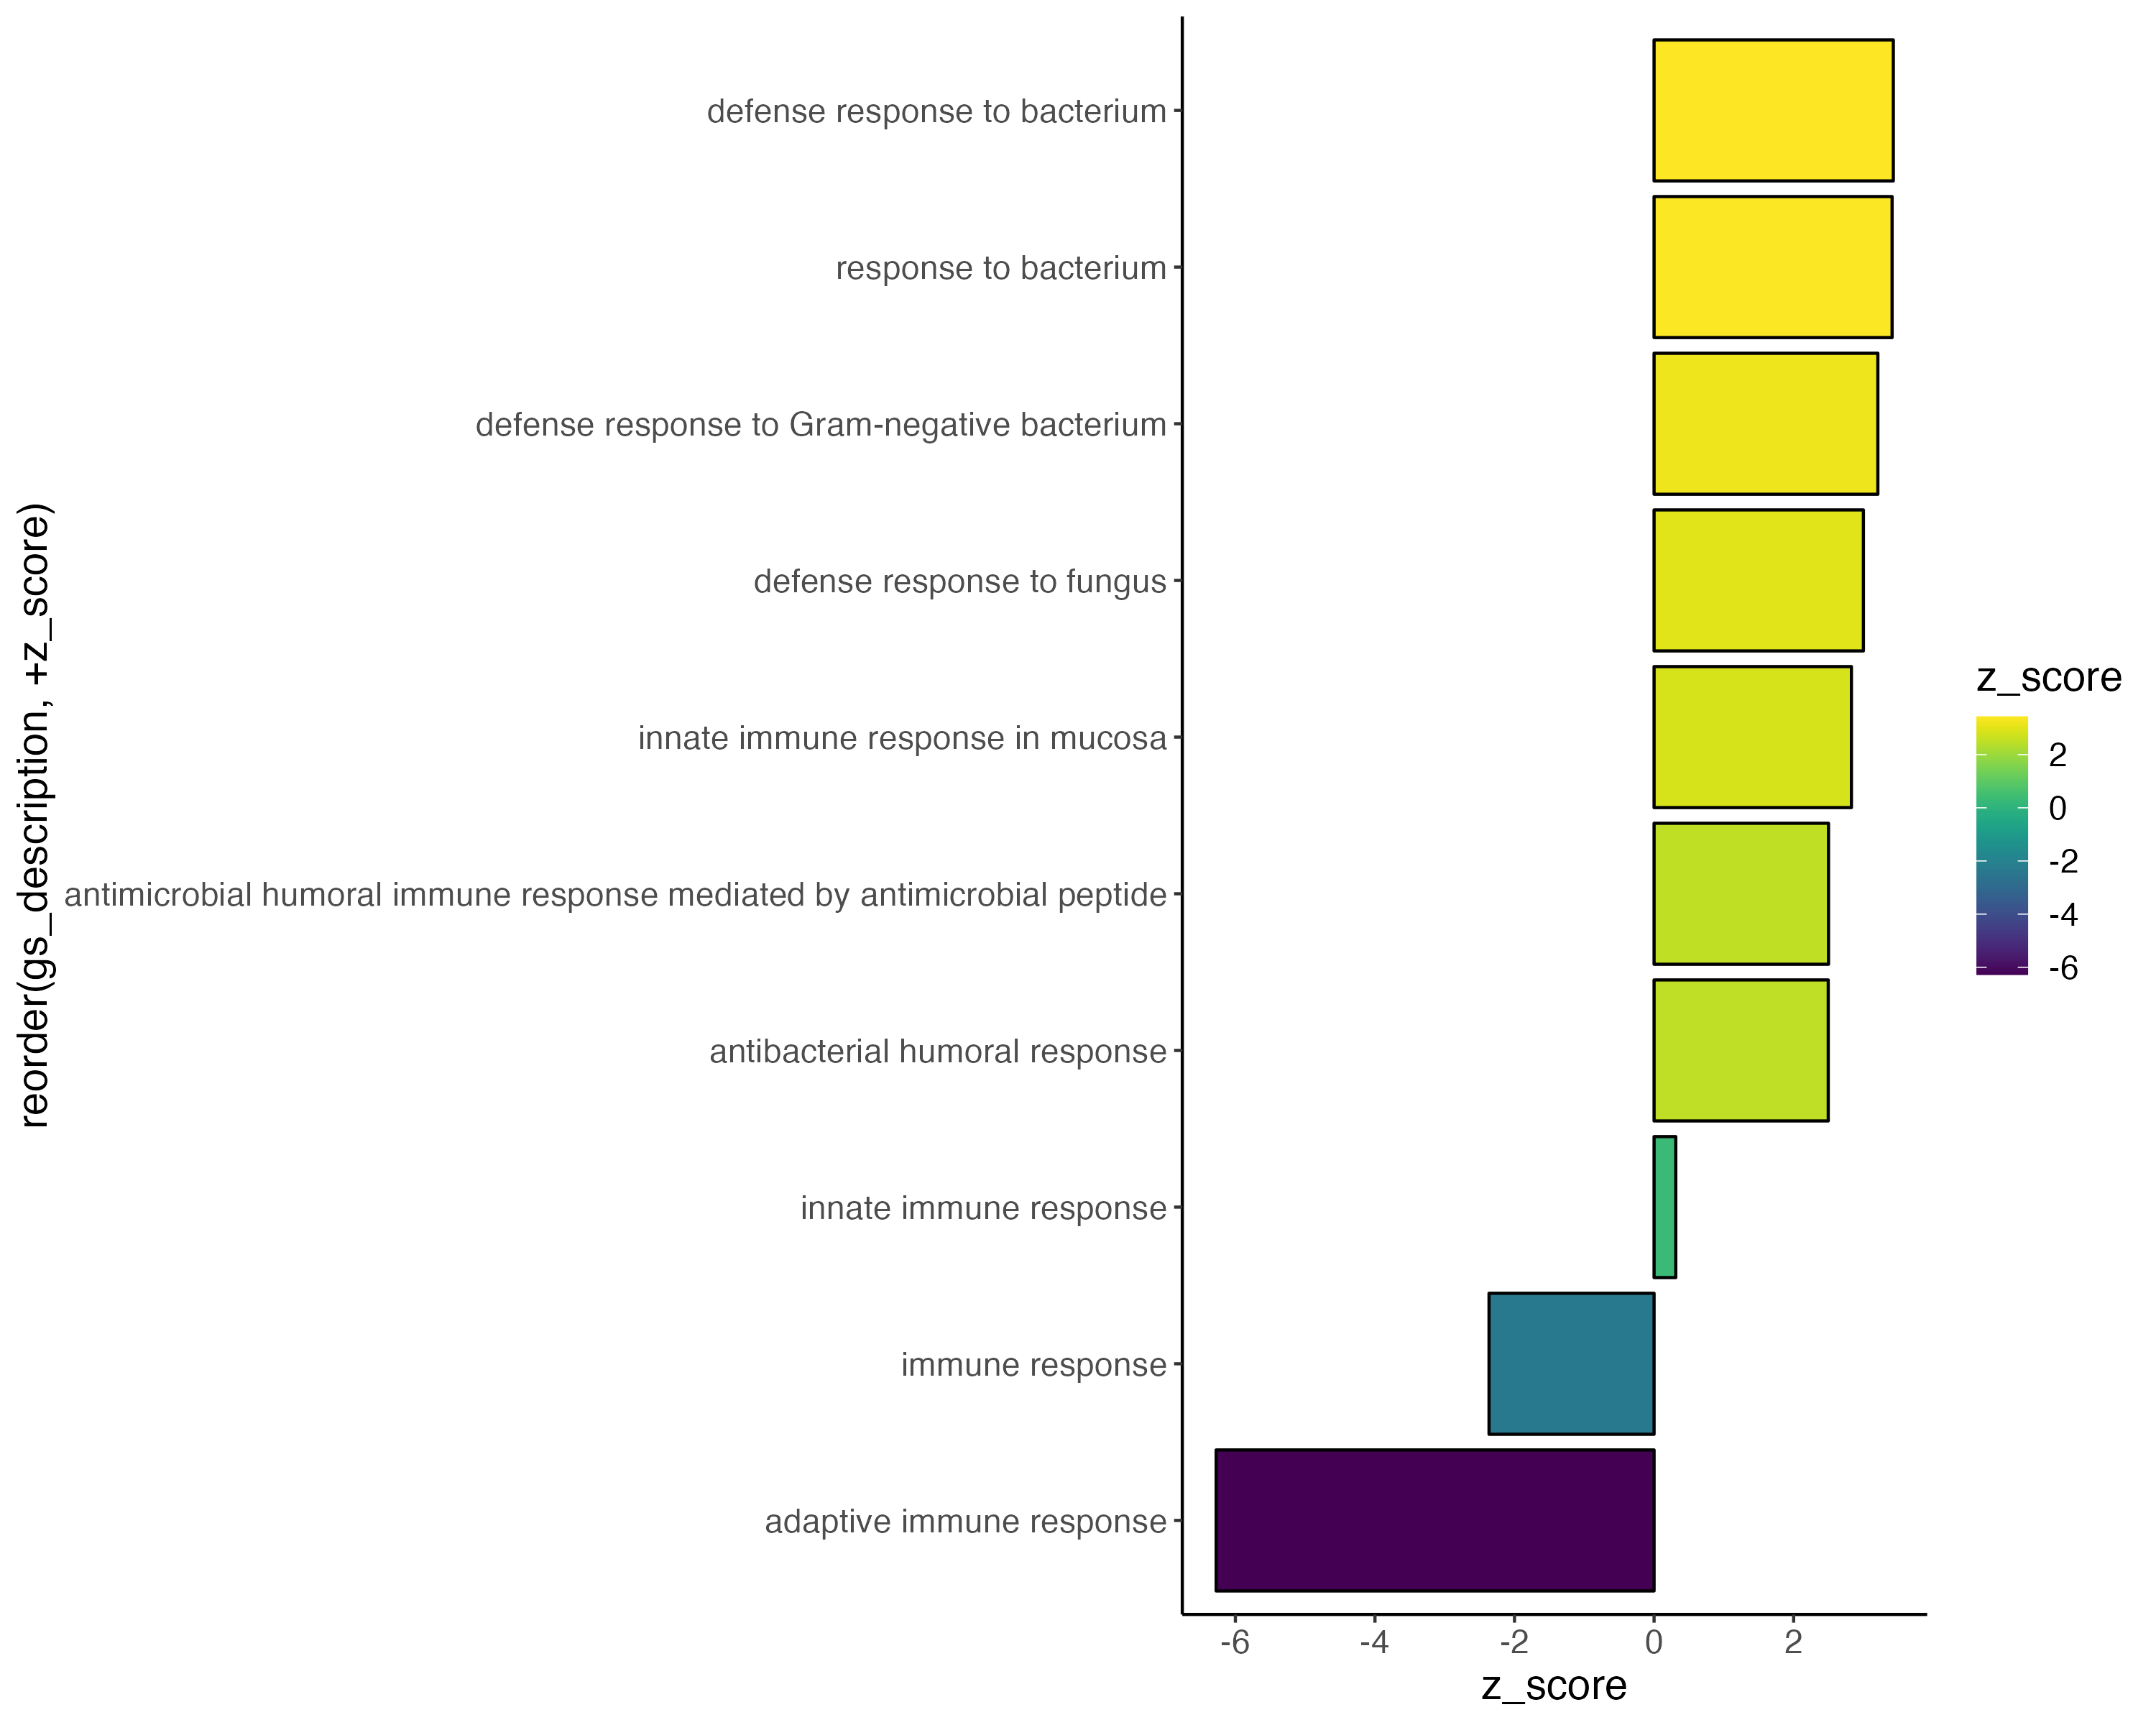 reorder(gs_description, +z_score)
defense response to bacterium
response to bacterium
defense response to Gram-negative bacterium
defense response to fungus
innate immune response in mucosa
antimicrobial humoral immune response mediated by antimicrobial peptide
antibacterial humoral response
innate immune response
immune response
adaptive immune response
-6
-4
-2
0
2
z_score
z_score
2
0
-2
-4
-6